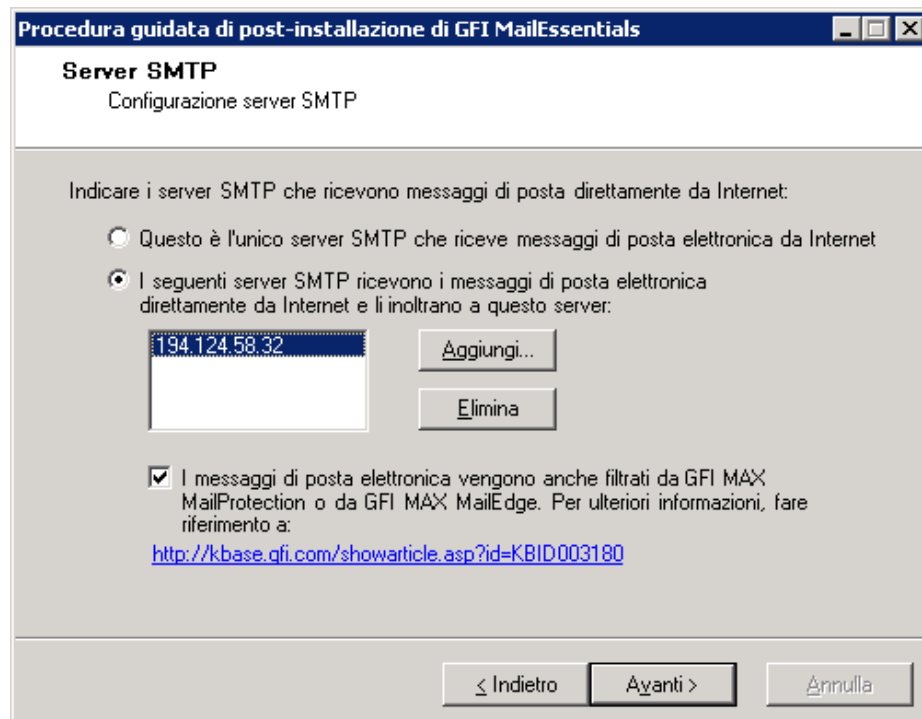 Procedura guidata di post-installazione di GFI MailEssentials
Server SMTP
Configurazione server SMTP
Indicare i server SMTP che ricevono messaggi di posta direttamente da Internet:
Questo è l'unico server SMTP che riceve messaggi di posta elettronica da Internet
I seguenti server SMTP ricevono i messaggi di posta elettronica
direttamente da Internet e li inoltrano a questo server:
194.124.58.32
Aggiungi...
Elimina
I messaggi di posta elettronica vengono anche filtrati da GFI MAX
MailProtection o da GFI MAX MailEdge. Per ulteriori informazioni, fare
riferimento a:
http://kbase.gfi.com/showarticle.asp?id=KBID003180
< Indietro
Avanti >
Annulla